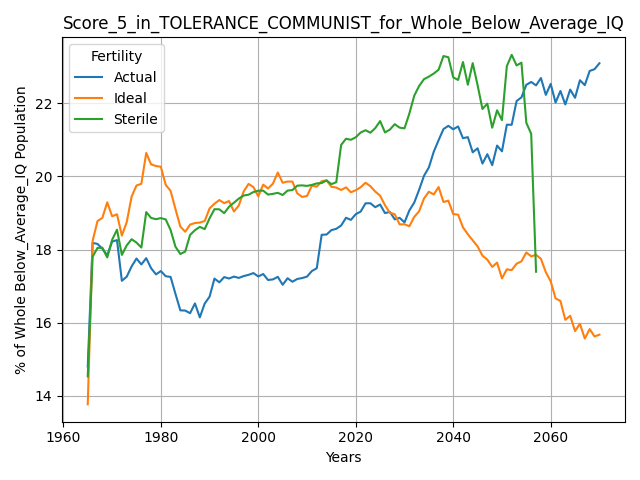 Score_5_in_TOLERANCE_COMMUNIST_for_Whole_Below_Average_IQ
Fertility
Actual
Ideal
Sterile
% of Whole Below_Average_IQ Population
22
20
18
16
14
1960
1980
2000
2020
2040
2060
Years